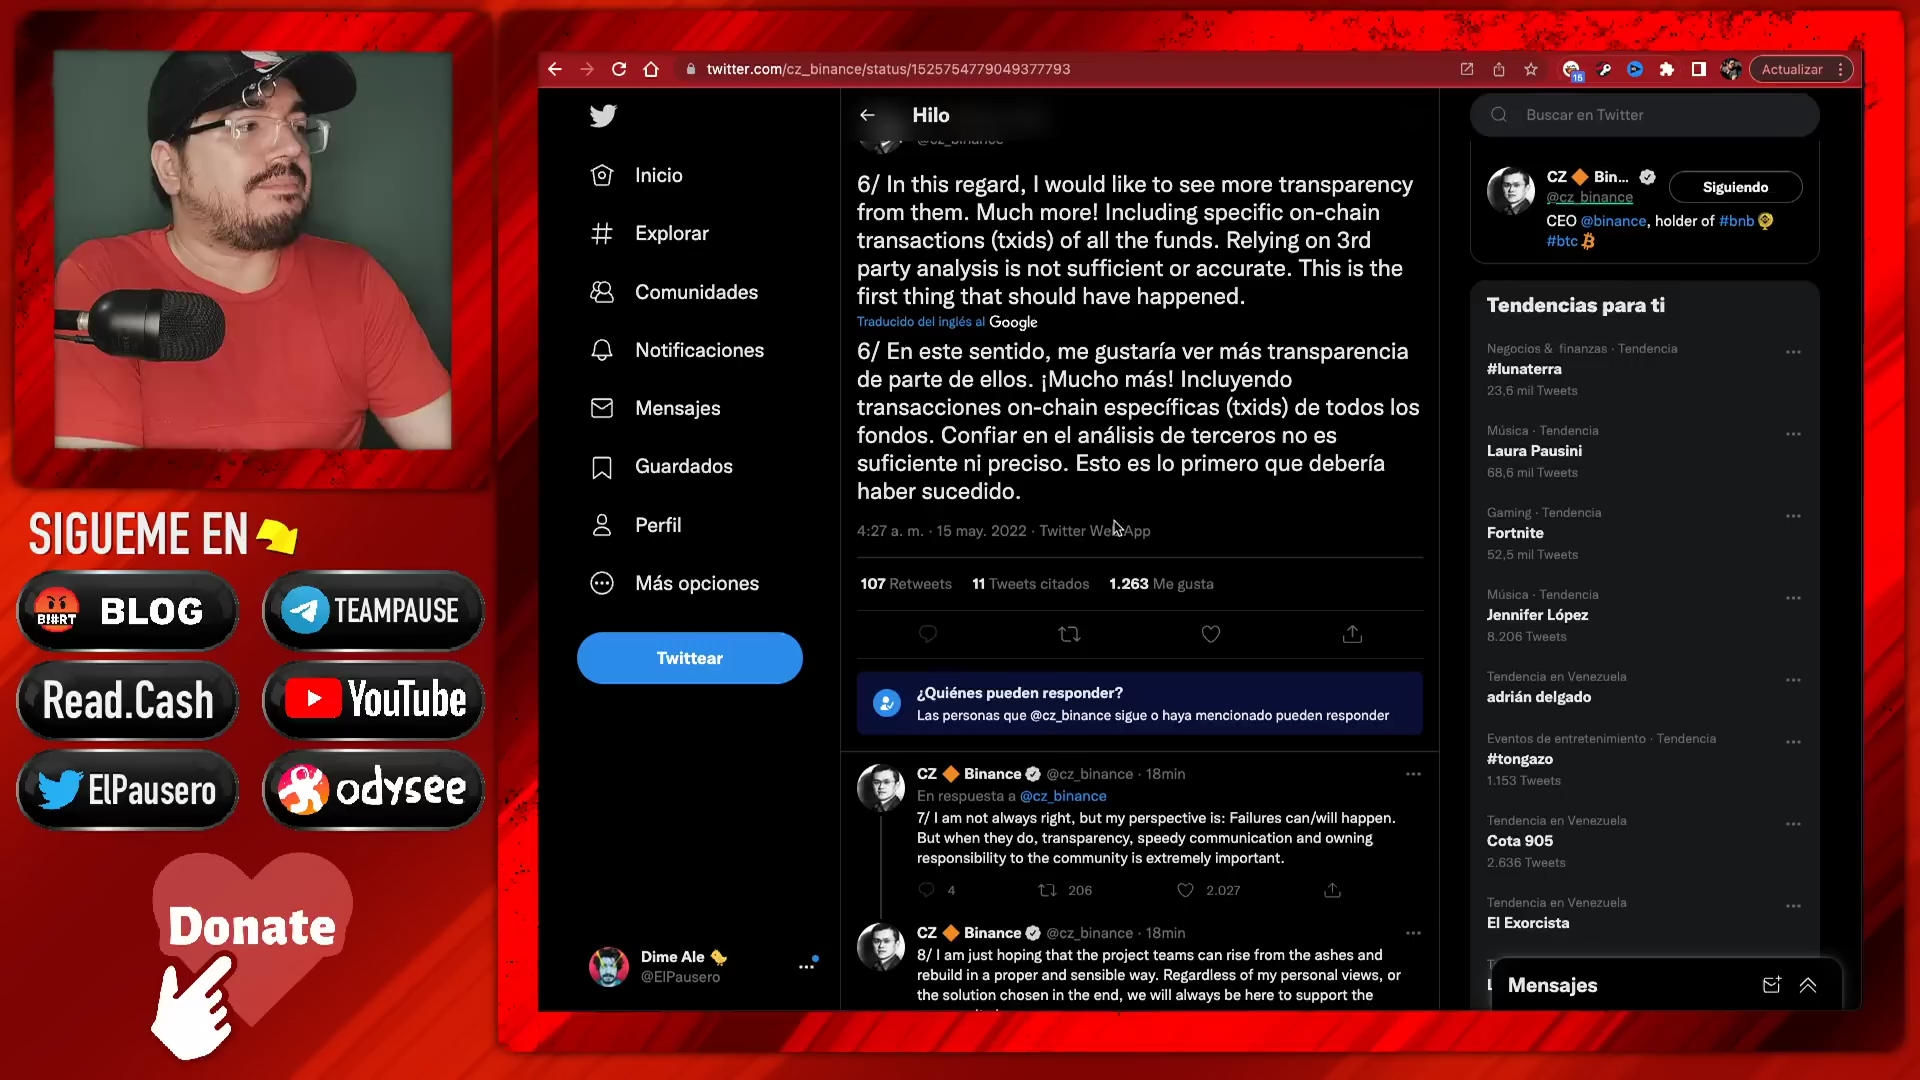 twitter.com/cz_binance/status/1525754779049377793
16
Actualizar
Hilo
@cz_binance
Inicio
Explorar
Comunidades
Notificaciones
Mensajes
Guardados
Perfil
Más opciones
Twittear
Dime Ale
@ElPausero
6/ In this regard, I would like to see more transparency
from them. Much more! Including specific on-chain
transactions (txids) of all the funds. Relying on 3rd
party analysis is not sufficient or accurate. This is the
first thing that should have happened.
Traducido del inglés al Google
6/ En este sentido, me gustaría ver más transparencia
de parte de ellos. ¡Mucho más! Incluyendo
transacciones on-chain específicas (txids) de todos los
fondos. Confiar en el análisis de terceros no es
suficiente ni preciso. Esto es lo primero que debería
haber sucedido.
4:27 a. m. · 15 may. 2022 · Twitter Web App
107 Retweets 11 Tweets citados 1.263 Me gusta
¿Quiénes pueden responder?
Las personas que @cz_binance sigue o haya mencionado pueden responder
CZ 🔶 Binance @cz_binance · 18min
En respuesta a @cz_binance
7/ I am not always right, but my perspective is: Failures can/will happen.
But when they do, transparency, speedy communication and owning
responsibility to the community is extremely important.
4 206 2.027
CZ 🔶 Binance @cz_binance · 18min
8/ I am just hoping that the project teams can rise from the ashes and
rebuild in a proper and sensible way. Regardless of my personal views, or
the solution chosen in the end, we will always be here to support the
Buscar en Twitter
CZ 🔶 Bin...
Siguiendo
@cz_binance
CEO @binance, holder of #bnb
#btc
Tendencias para ti
Negocios & finanzas · Tendencia
#lunaterra
23,6 mil Tweets
Música · Tendencia
Laura Pausini
68,6 mil Tweets
Gaming · Tendencia
Fortnite
52,5 mil Tweets
Música · Tendencia
Jennifer López
8.206 Tweets
Tendencia en Venezuela
adrián delgado
Eventos de entretenimiento · Tendencia
#tongazo
1.153 Tweets
Tendencia en Venezuela
Cota 905
2.636 Tweets
Tendencia en Venezuela
El Exorcista
Mensajes
SIGUEME EN
B!#RT BLOG
TEAMPAUSE
Read.Cash
YouTube
ElPausero
odysee
Donate